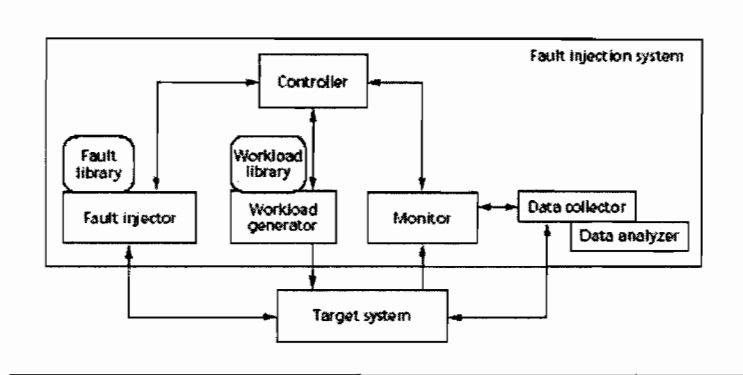 Fault injection system
Controller
Fault
library
Workload
library
Fault injector
Workload
generator
Monitor
Data collector
Data analyzer
Target system